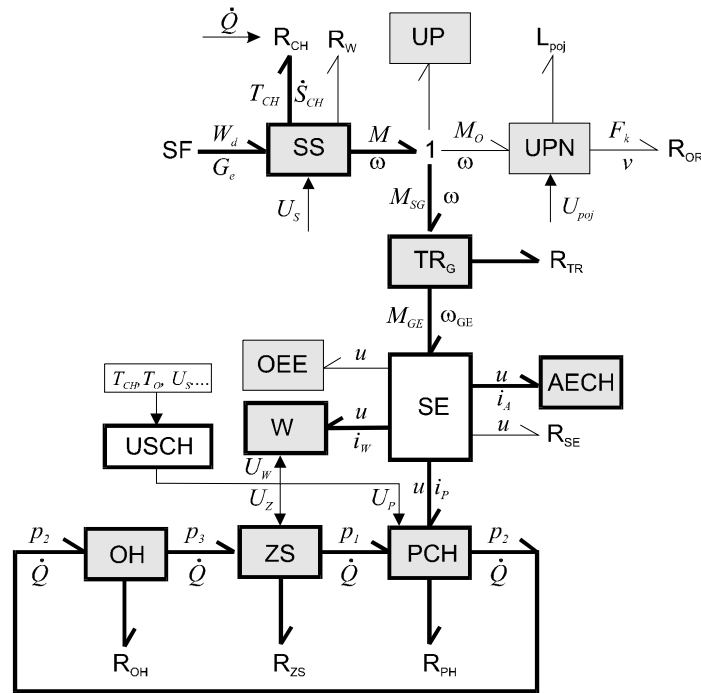 Q̇ R_CH R_W UP L_poj
T_CH Ṡ_CH
SF W_d SS M 1 M_O UPN F_k R_OR
G_e ω ω v
U_S M_SG ω U_poj
TR_G R_TR
M_GE ω_GE
OEE u
T_CH, T_O, U_S.... SE u AECH
W u i_A
USCH i_W u R_SE
U_W
U_Z U_P u i_P
p_2 OH p_3 ZS p_1 PCH p_2
Q̇ Q̇ Q̇ Q̇
R_OH R_ZS R_PH